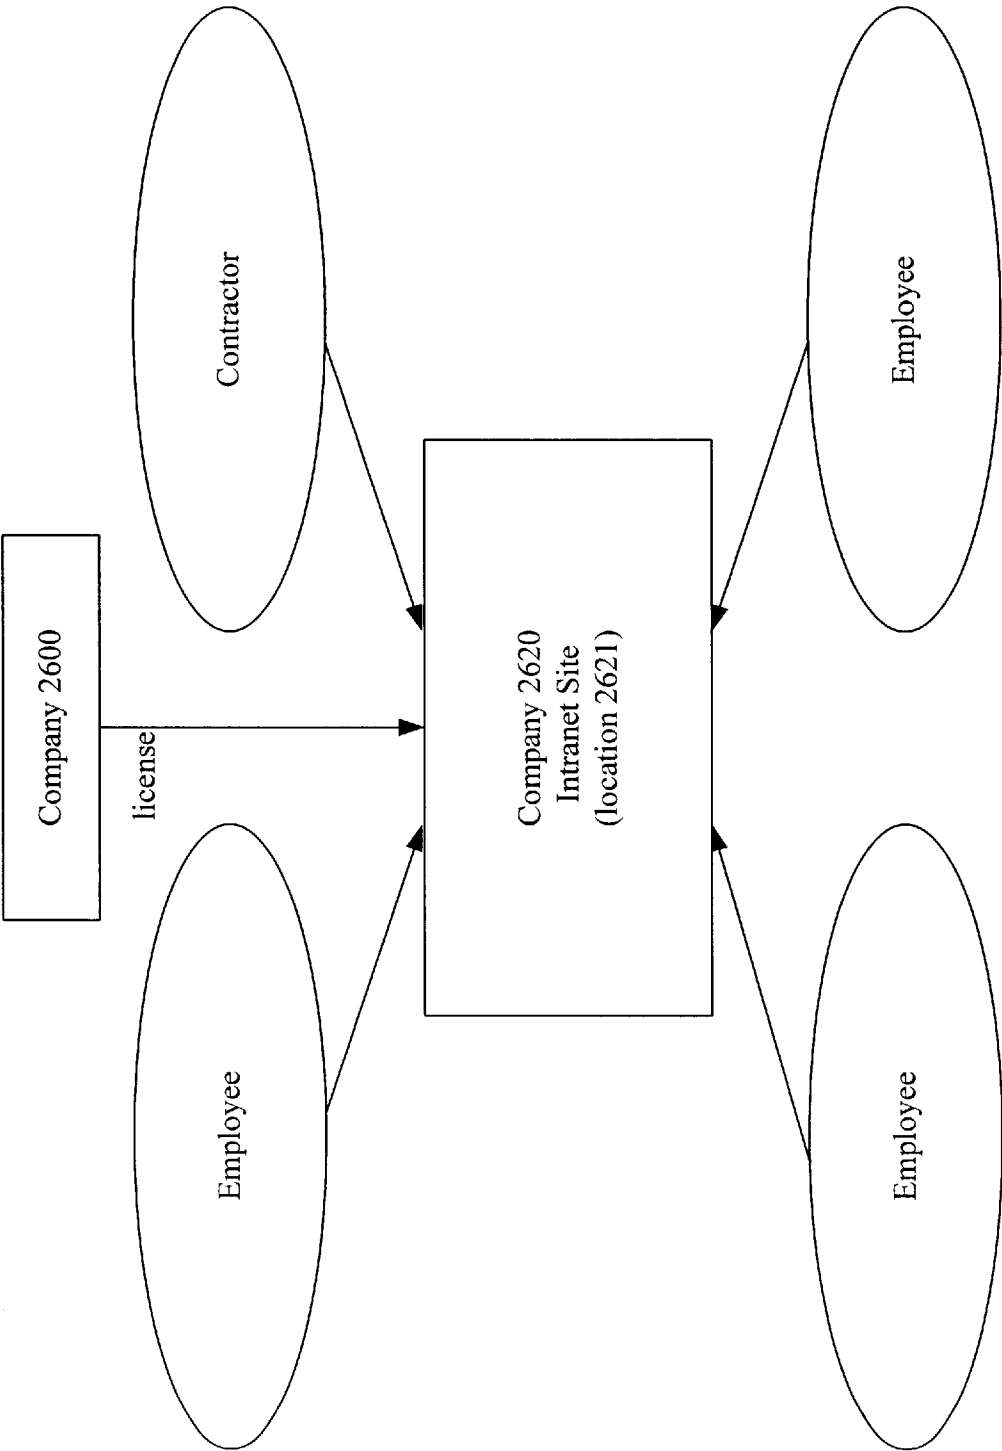 Company 2600
license
Employee
Contractor
Company 2620
Intranet Site
(location 2621)
Employee
Employee